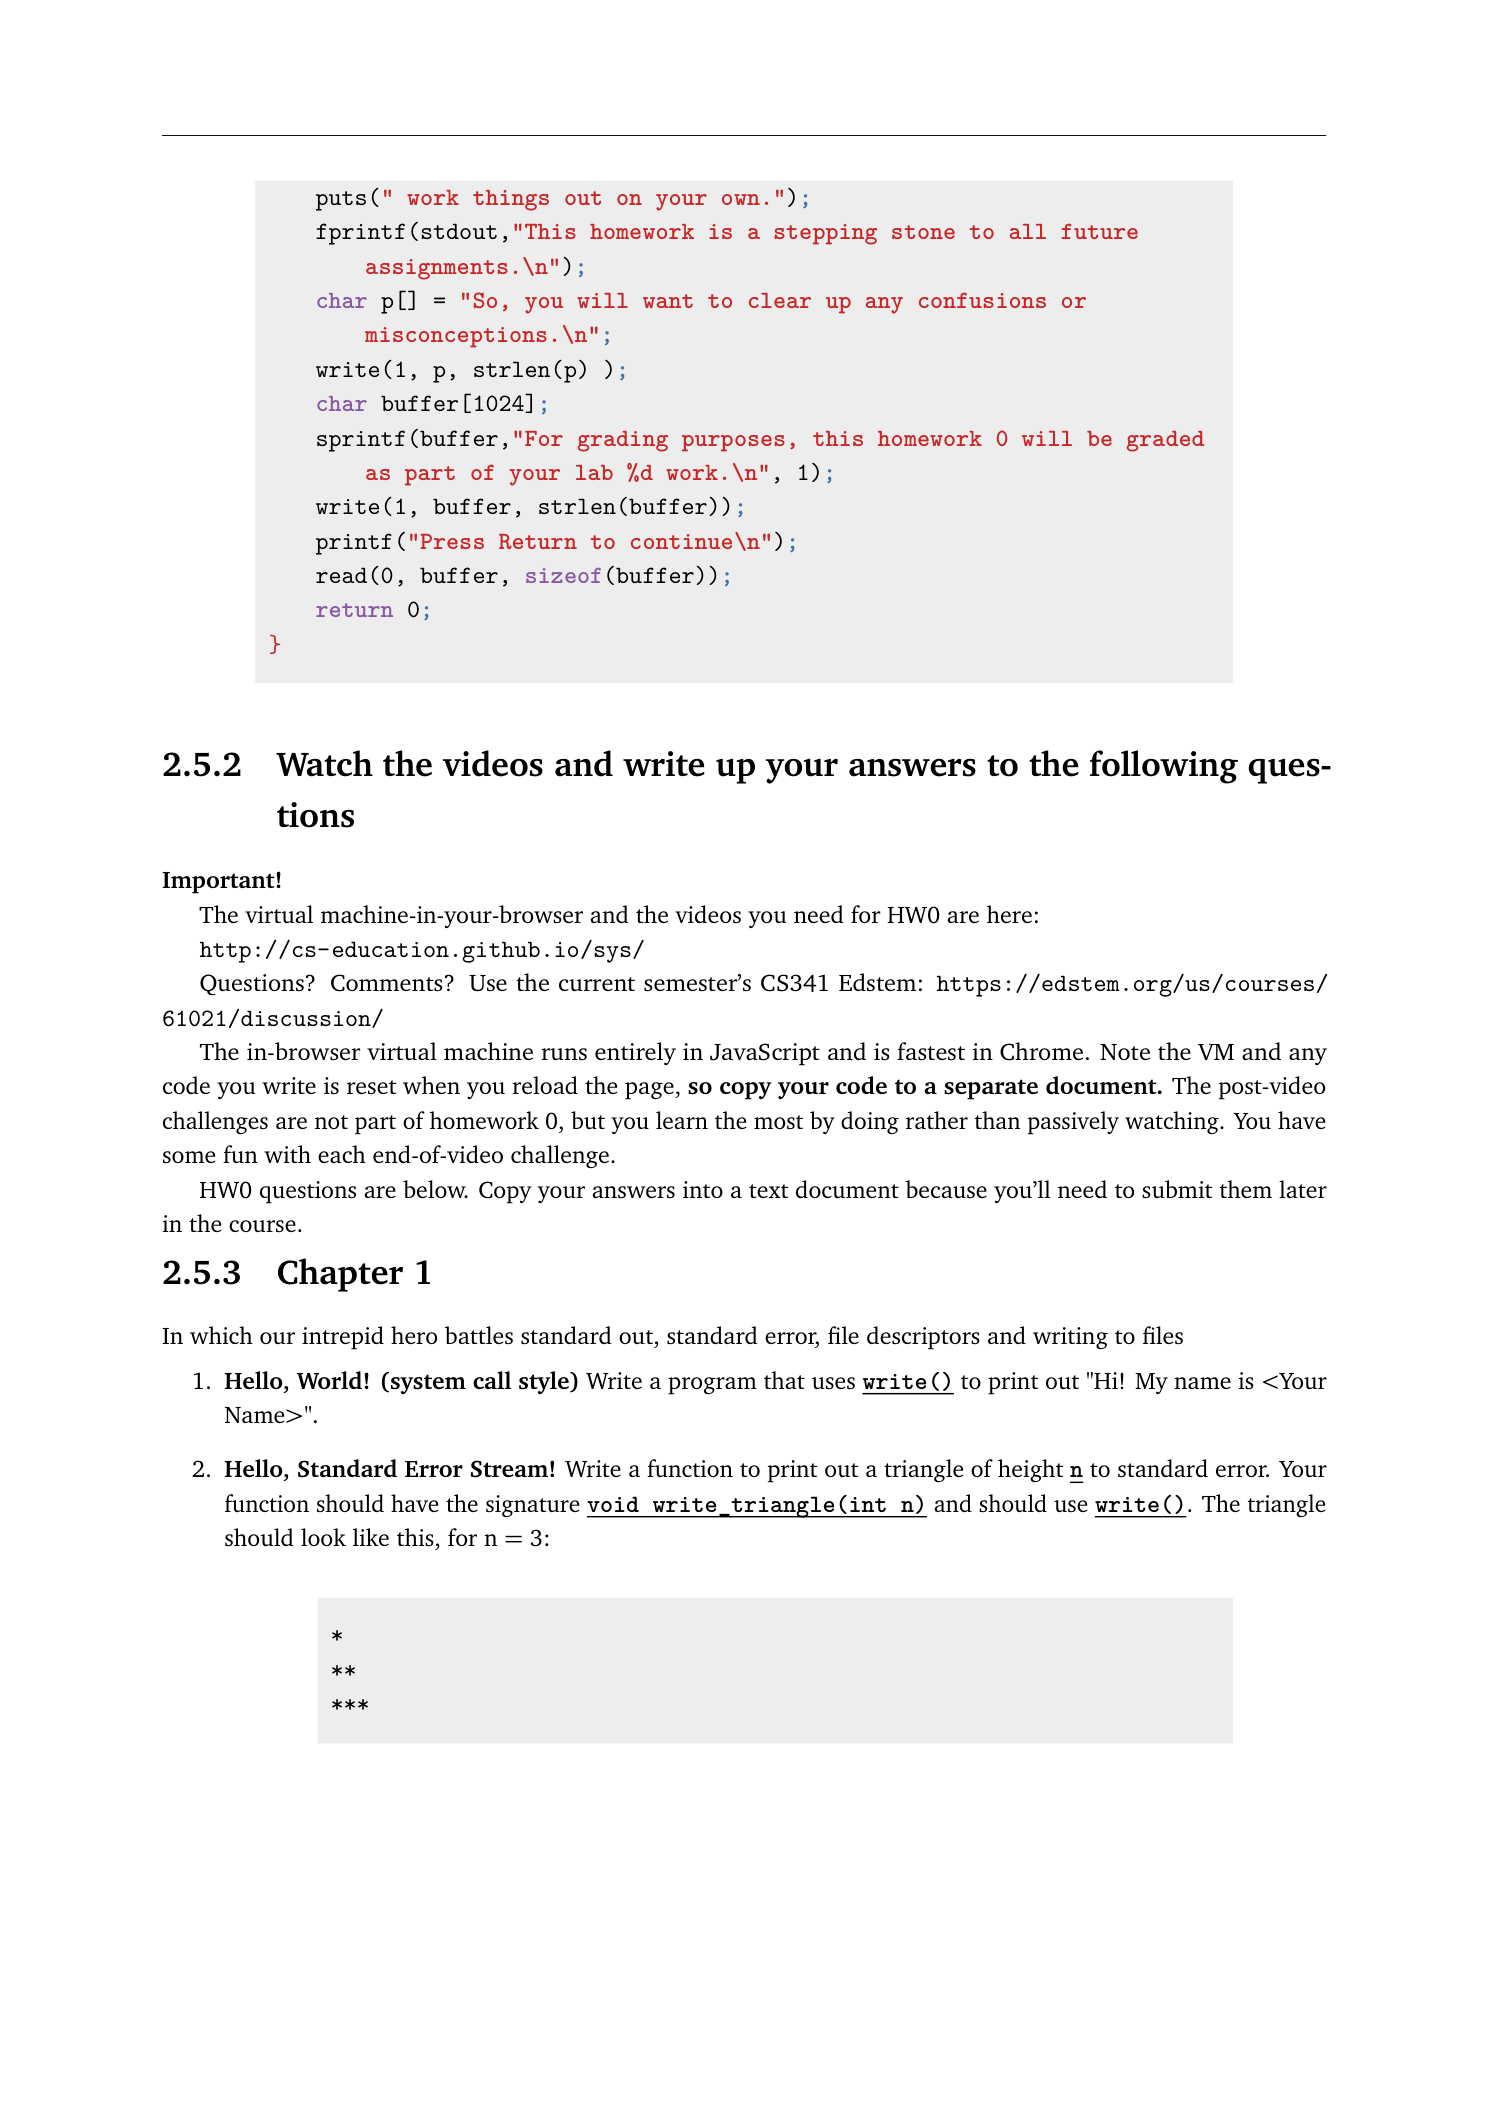 puts(" work things out on your own.");
fprintf(stdout,"This homework is a stepping stone to all future
assignments.\n");
char p[] = "So, you will want to clear up any confusions or
misconceptions.\n";
write(1, p, strlen(p) );
char buffer[1024];
sprintf(buffer,"For grading purposes, this homework 0 will be graded
as part of your lab %d work.\n", 1);
write(1, buffer, strlen(buffer));
printf("Press Return to continue\n");
read(0, buffer, sizeof(buffer));
return 0;
}
2.5.2 Watch the videos and write up your answers to the following ques-
tions
Important!
The virtual machine-in-your-browser and the videos you need for HW0 are here:
http://cs-education.github.io/sys/
Questions? Comments? Use the current semester's CS341 Edstem: https://edstem.org/us/courses/
61021/discussion/
The in-browser virtual machine runs entirely in JavaScript and is fastest in Chrome. Note the VM and any
code you write is reset when you reload the page, so copy your code to a separate document. The post-video
challenges are not part of homework 0, but you learn the most by doing rather than passively watching. You have
some fun with each end-of-video challenge.
HW0 questions are below. Copy your answers into a text document because you'll need to submit them later
in the course.
2.5.3 Chapter 1
In which our intrepid hero battles standard out, standard error, file descriptors and writing to files
1. Hello, World! (system call style) Write a program that uses write() to print out "Hi! My name is <Your
Name>".
2. Hello, Standard Error Stream! Write a function to print out a triangle of height n to standard error. Your
function should have the signature void write_triangle(int n) and should use write(). The triangle
should look like this, for n = 3:
*
**
***